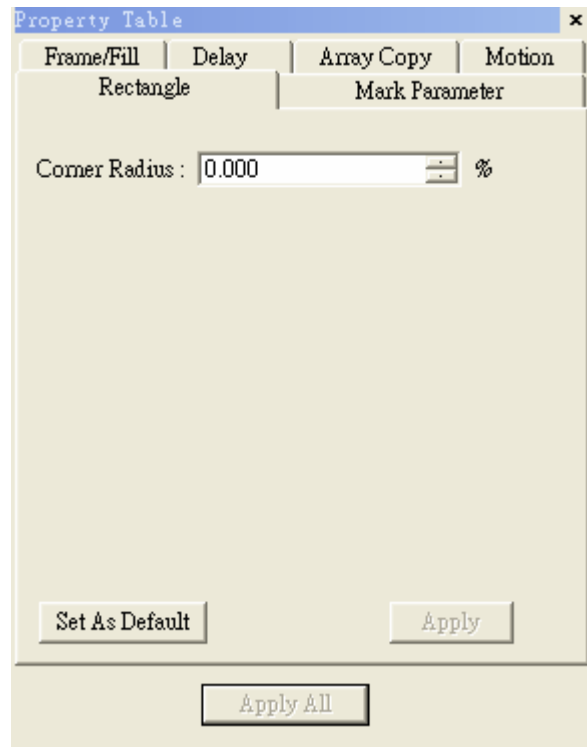 Property Table
Frame/Fill Delay Array Copy Motion
Rectangle Mark Parameter
Corner Radius : 0.000 %
Set As Default Apply
Apply All